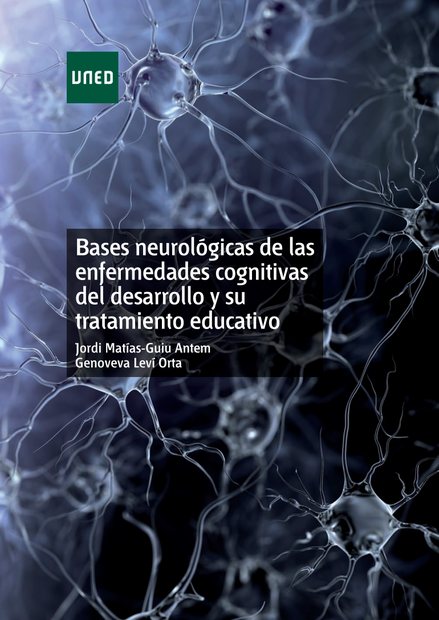 UNED
Bases neurológicas de las
enfermedades cognitivas
del desarrollo y su
tratamiento educativo
Jordi Matías-Guiu Antem
Genoveva Leví Orta